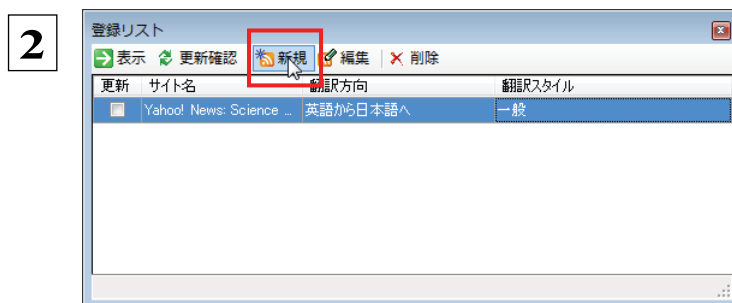 2
登録リスト
表示 更新確認 新規 編集 削除
更新 サイト名 翻訳方向 翻訳スタイル
Yahoo! News: Science ... 英語から日本語へ 一般